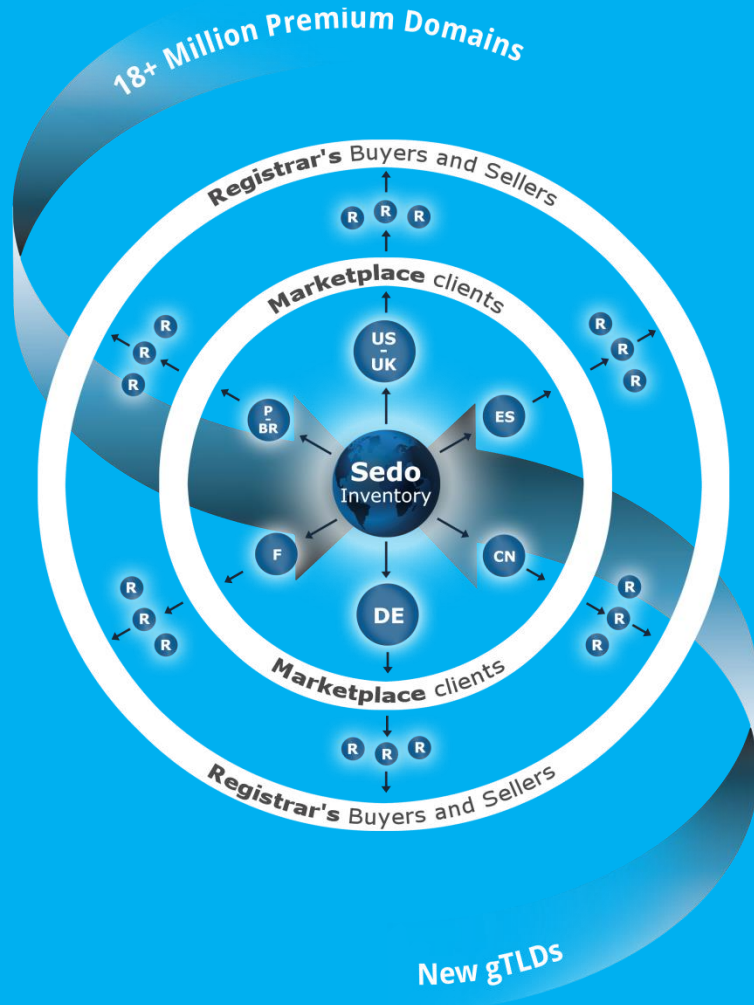 18+ Million Premium Domains
Registrar's Buyers and Sellers
R R R
Marketplace clients
US
-
UK
R
R
R
P
-
BR
ES
R
R
R
Sedo
Inventory
F
CN
R
R
R
DE
R
R
R
Marketplace clients
R R R
Registrar's Buyers and Sellers
New gTLDs